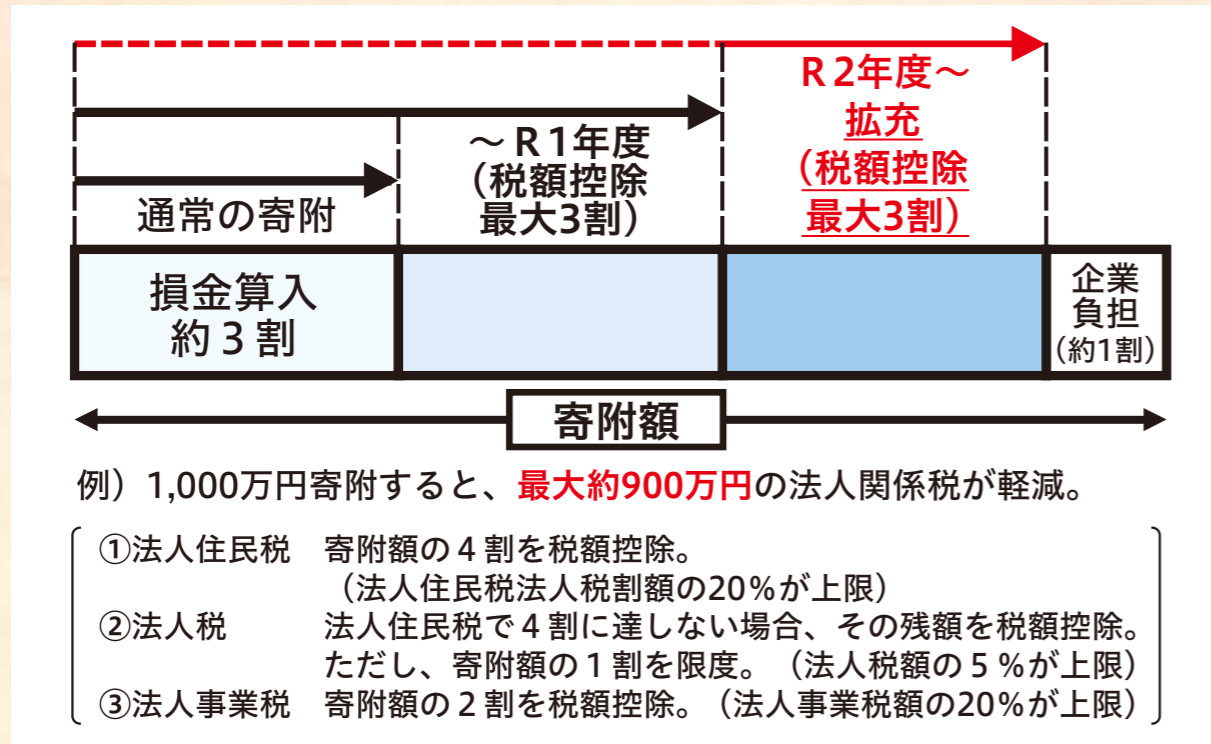 R2年度～
拡充
(税額控除
最大3割)
～R1年度
(税額控除
最大3割)
通常の寄附
損金算入
約3割
企業
負担
(約1割)
寄附額
例）1,000万円寄附すると、最大約900万円の法人関係税が軽減。
①法人住民税　寄附額の４割を税額控除。
（法人住民税法人税割額の20％が上限）
②法人税　法人住民税で４割に達しない場合、その残額を税額控除。
ただし、寄附額の１割を限度。（法人税額の５％が上限）
③法人事業税　寄附額の２割を税額控除。（法人事業税額の20％が上限）